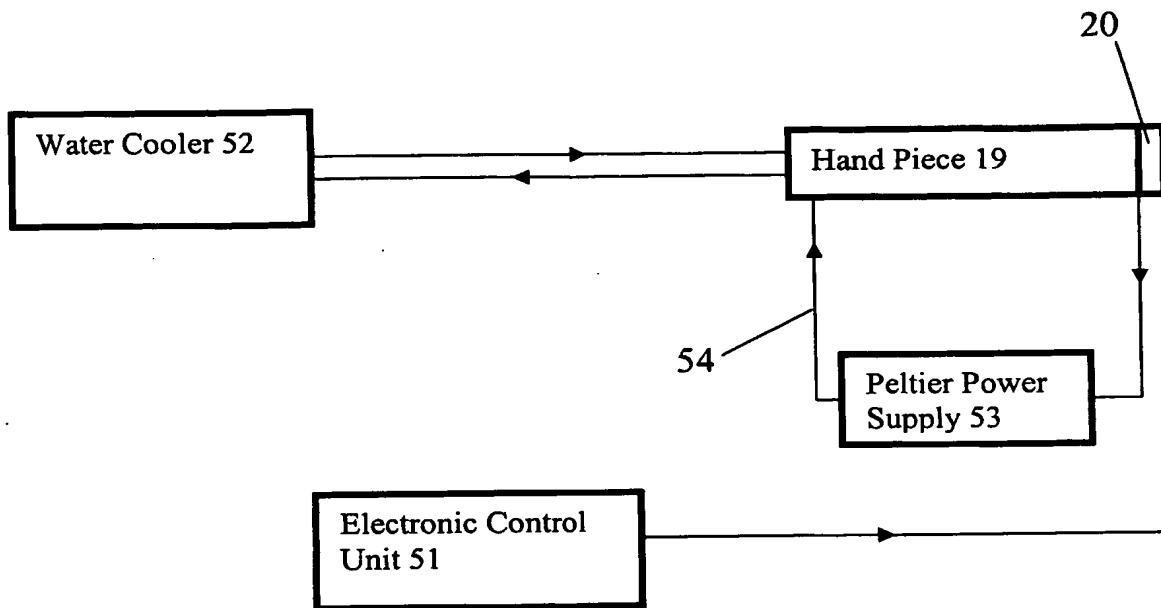 20
Water Cooler 52
Hand Piece 19
54
Peltier Power
Supply 53
Electronic Control
Unit 51